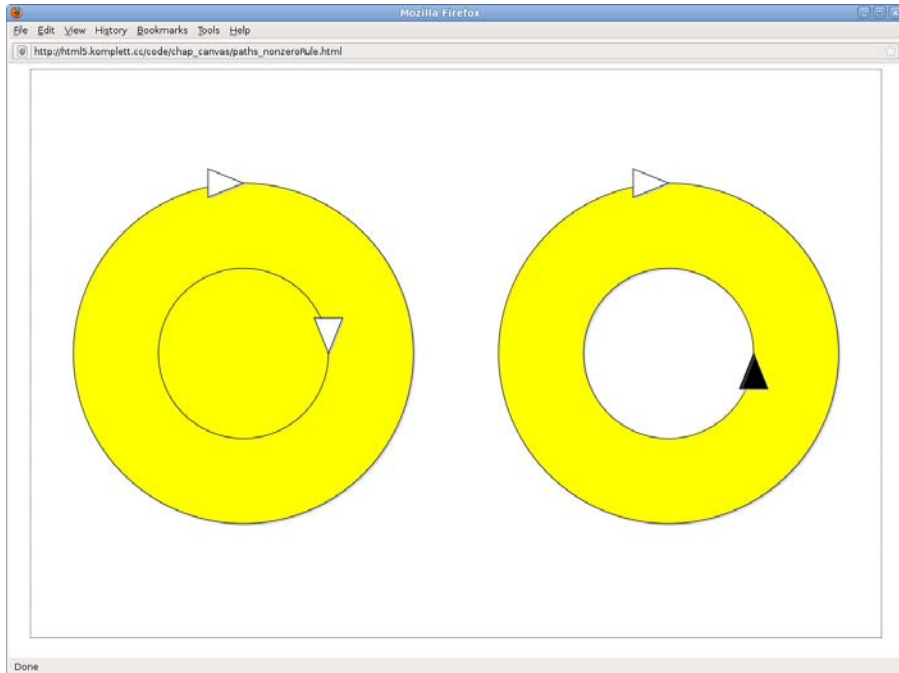 Mozilla Firefox
File Edit View History Bookmarks Tools Help
http://html5.komplett.cc/code/chap_canvas/paths_nonzeroRule.html
Done